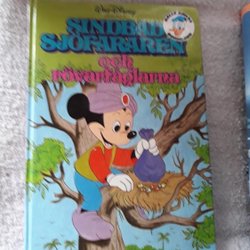 Walt Disney
SINDBAD
SJÖFARAREN
och
rövarfåglarna